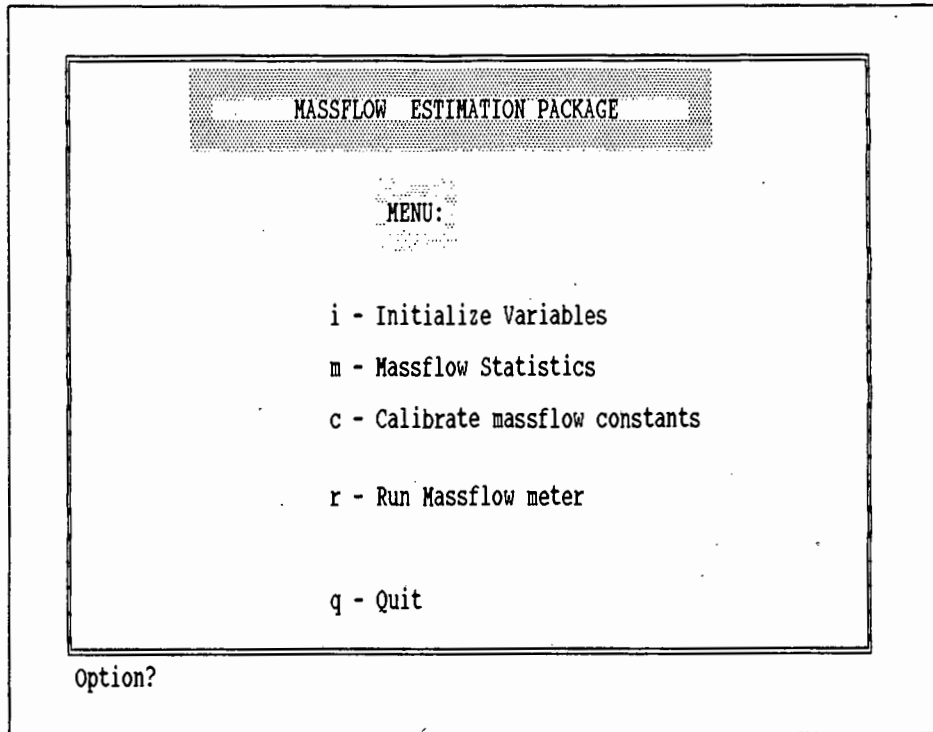 MASSFLOW ESTIMATION PACKAGE
MENU:
i - Initialize Variables
m - Massflow Statistics
c - Calibrate massflow constants
r - Run Massflow meter
q - Quit
Option?